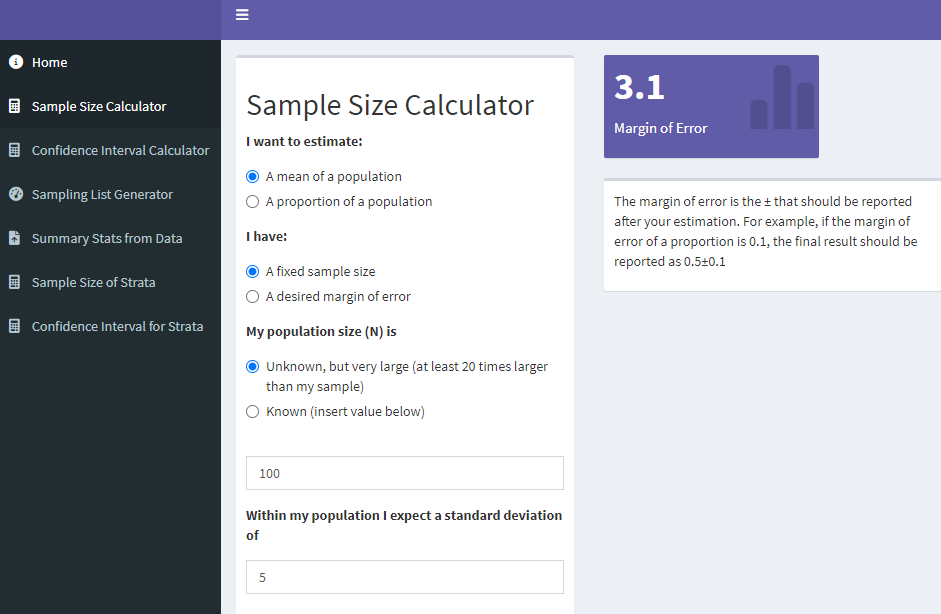 Home
Sample Size Calculator
Confidence Interval Calculator
Sampling List Generator
Summary Stats from Data
Sample Size of Strata
Confidence Interval for Strata
Sample Size Calculator
I want to estimate:
A mean of a population
A proportion of a population
I have:
A fixed sample size
A desired margin of error
My population size (N) is
Unknown, but very large (at least 20 times larger
than my sample)
Known (insert value below)
100
Within my population I expect a standard deviation
of
5
3.1
Margin of Error
The margin of error is the ± that should be reported
after your estimation. For example, if the margin of
error of a proportion is 0.1, the final result should be
reported as 0.5±0.1